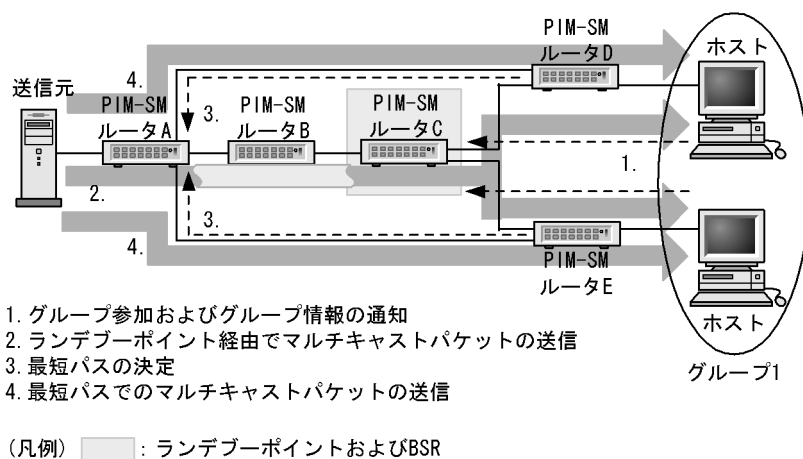 PIM-SM
ルータD
ホスト
4.
送信元
PIM-SM
ルータA
3.
PIM-SM
ルータB
PIM-SM
ルータC
1.
2.
3.
4.
PIM-SM
ルータE
ホスト
グループ1
1. グループ参加およびグループ情報の通知
2. ランデブーポイント経由でマルチキャストパケットの送信
3. 最短パスの決定
4. 最短パスでのマルチキャストパケットの送信
(凡例) : ランデブーポイントおよびBSR